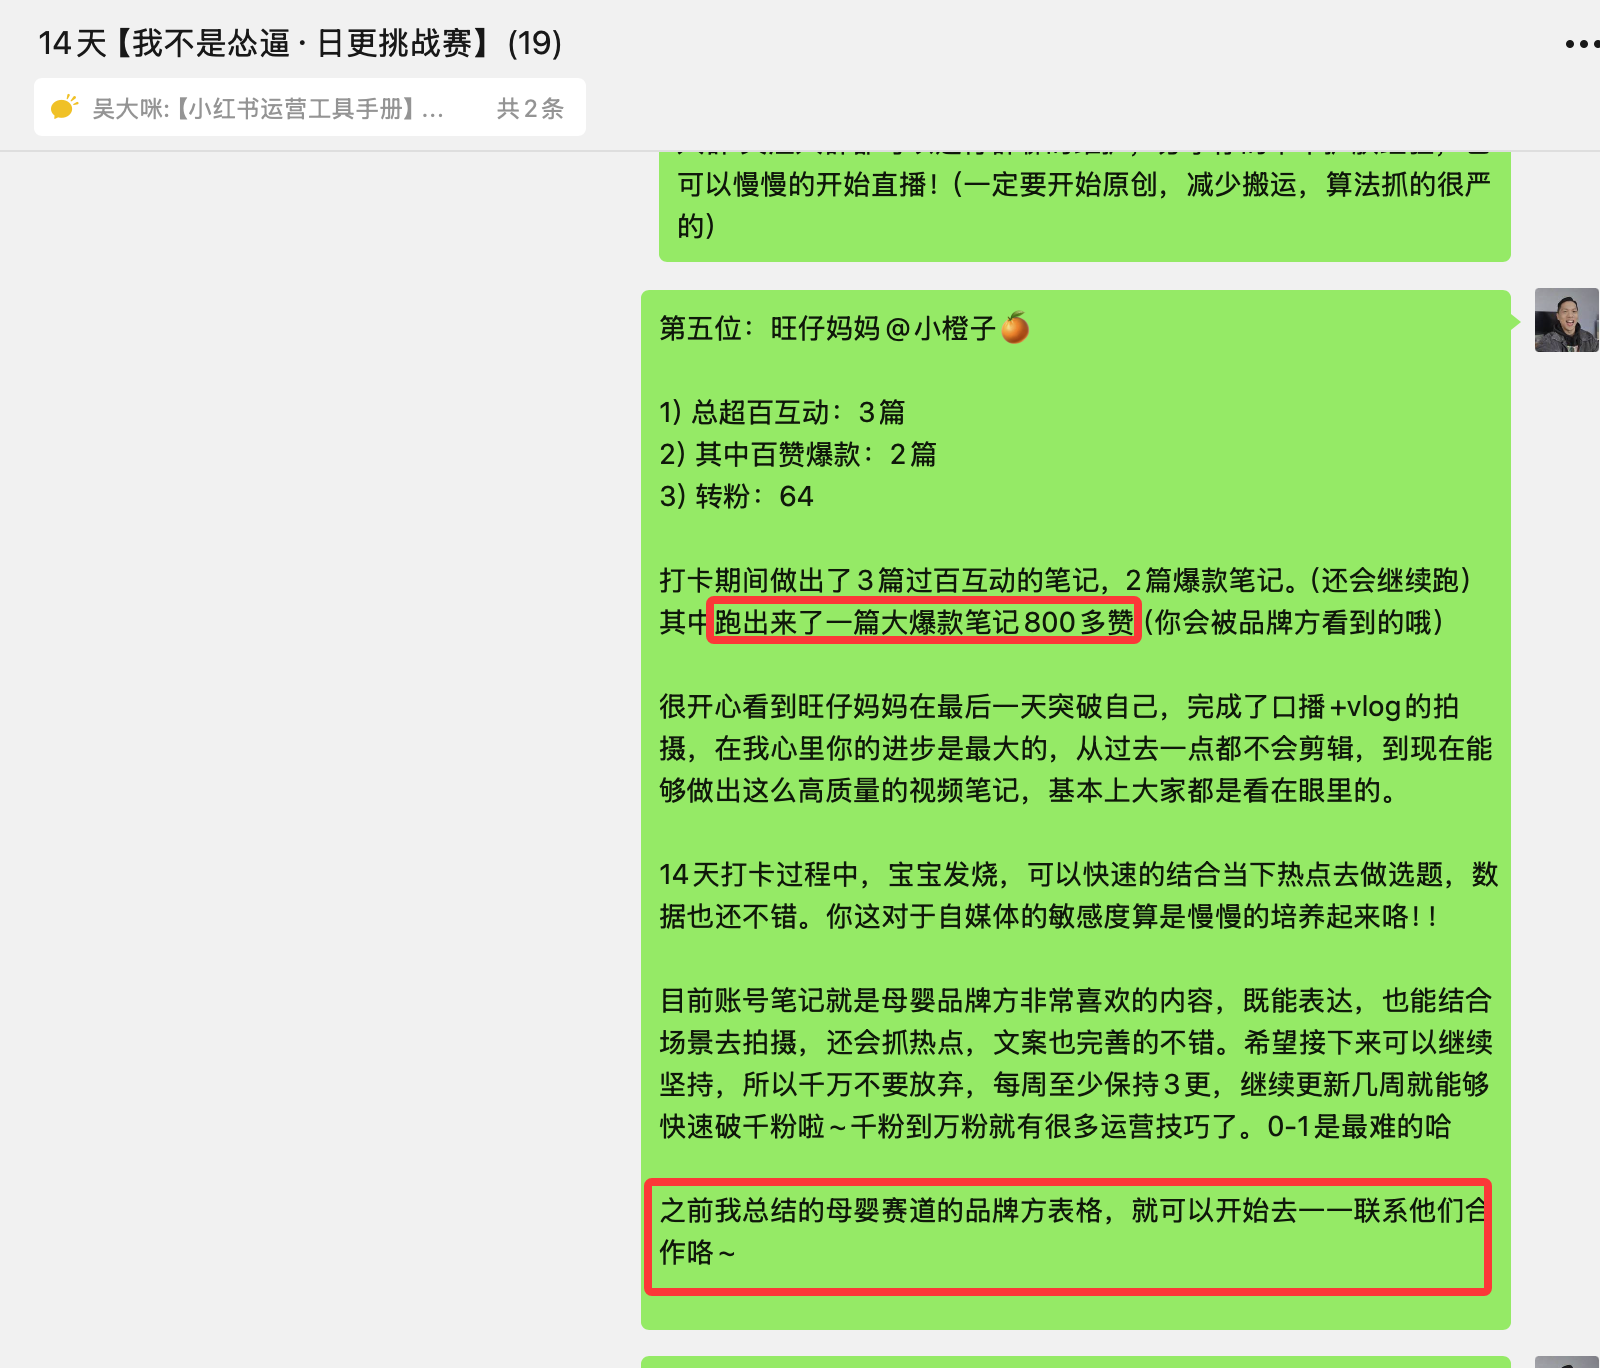 14天【我不是怂逼·日更挑战赛】(19)
吴大咪:【小红书运营工具手册】... 共2条
可以慢慢的开始直播！（一定要开始原创，减少搬运，算法抓的很严
的）
第五位：旺仔妈妈@小橙子🍊
1) 总超百互动：3篇
2) 其中百赞爆款：2篇
3) 转粉：64
打卡期间做出了3篇过百互动的笔记，2篇爆款笔记。（还会继续跑）
其中跑出来了一篇大爆款笔记800多赞（你会被品牌方看到的哦）
很开心看到旺仔妈妈在最后一天突破自己，完成了口播+vlog的拍
摄，在我心里你的进步是最大的，从过去一点都不会剪辑，到现在能
够做出这么高质量的视频笔记，基本上大家都是看在眼里的。
14天打卡过程中，宝宝发烧，可以快速的结合当下热点去做选题，数
据也还不错。你这对于自媒体的敏感度算是慢慢的培养起来咯！！
目前账号笔记就是母婴品牌方非常喜欢的内容，既能表达，也能结合
场景去拍摄，还会抓热点，文案也完善的不错。希望接下来可以继续
坚持，所以千万不要放弃，每周至少保持3更，继续更新几周就能够
快速破千粉啦～千粉到万粉就有很多运营技巧了。0-1是最难的哈
之前我总结的母婴赛道的品牌方表格，就可以开始去一一联系他们合
作咯～